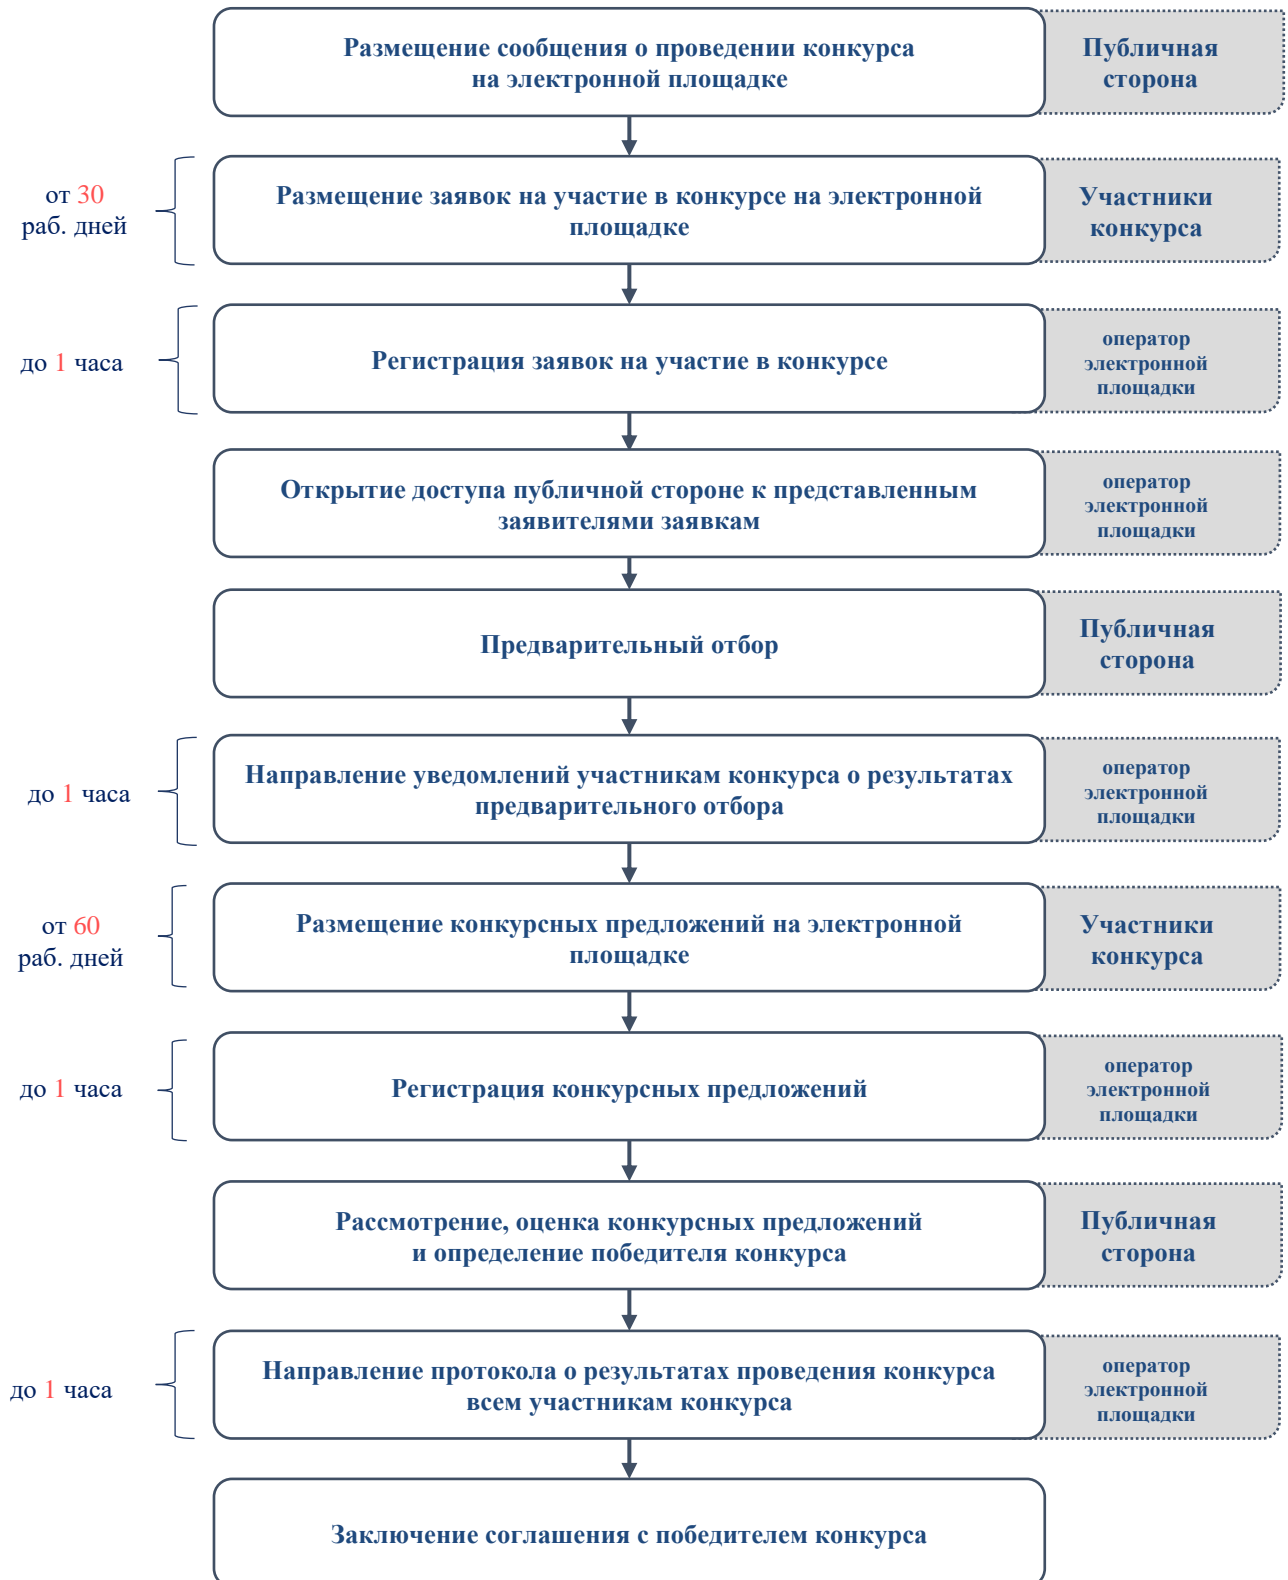 Размещение сообщения о проведении конкурса
на электронной площадке
Публичная
сторона
от 30
раб. дней
Размещение заявок на участие в конкурсе на электронной
площадке
Участники
конкурса
до 1 часа
Регистрация заявок на участие в конкурсе
оператор
электронной
площадки
Открытие доступа публичной стороне к представленным
заявителями заявкам
оператор
электронной
площадки
Предварительный отбор
Публичная
сторона
до 1 часа
Направление уведомлений участникам конкурса о результатах
предварительного отбора
оператор
электронной
площадки
от 60
раб. дней
Размещение конкурсных предложений на электронной
площадке
Участники
конкурса
до 1 часа
Регистрация конкурсных предложений
оператор
электронной
площадки
Рассмотрение, оценка конкурсных предложений
и определение победителя конкурса
Публичная
сторона
до 1 часа
Направление протокола о результатах проведения конкурса
всем участникам конкурса
оператор
электронной
площадки
Заключение соглашения с победителем конкурса